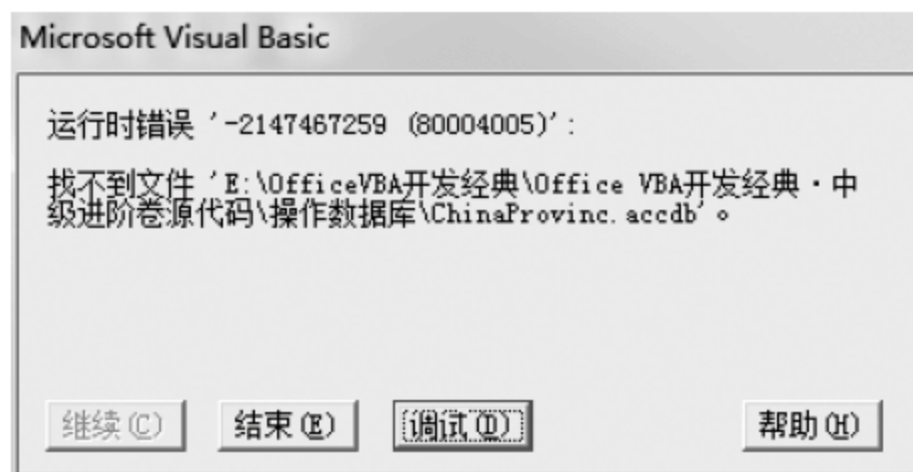 Microsoft Visual Basic
运行时错误 '-2147467259 (80004005)':
找不到文件 'E:\OfficeVBA开发经典\Office VBA开发经典·中
级进阶卷源代码\操作数据库\ChinaProvinc.accdb'。
继续(C) 结束(E) 调试(D) 帮助(H)